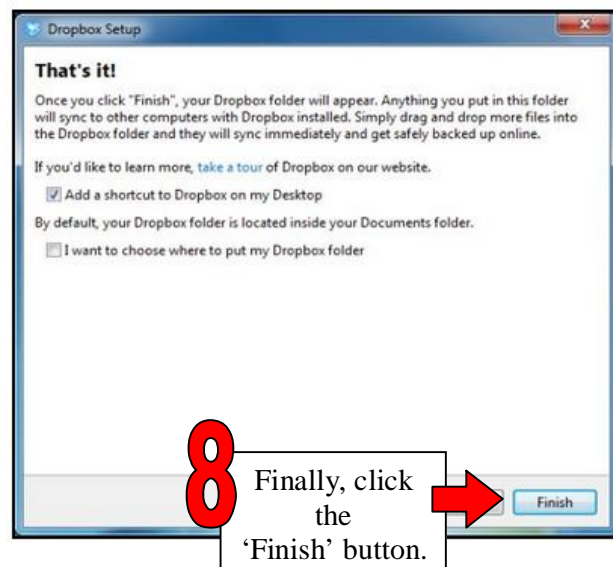 Dropbox Setup
That's it!
Once you click "Finish", your Dropbox folder will appear. Anything you put in this folder
will sync to other computers with Dropbox installed. Simply drag and drop more files into
the Dropbox folder and they will sync immediately and get safely backed up online.
If you'd like to learn more, take a tour of Dropbox on our website.
Add a shortcut to Dropbox on my Desktop
By default, your Dropbox folder is located inside your Documents folder.
I want to choose where to put my Dropbox folder
8
Finally, click
the
‘Finish’ button.
Finish